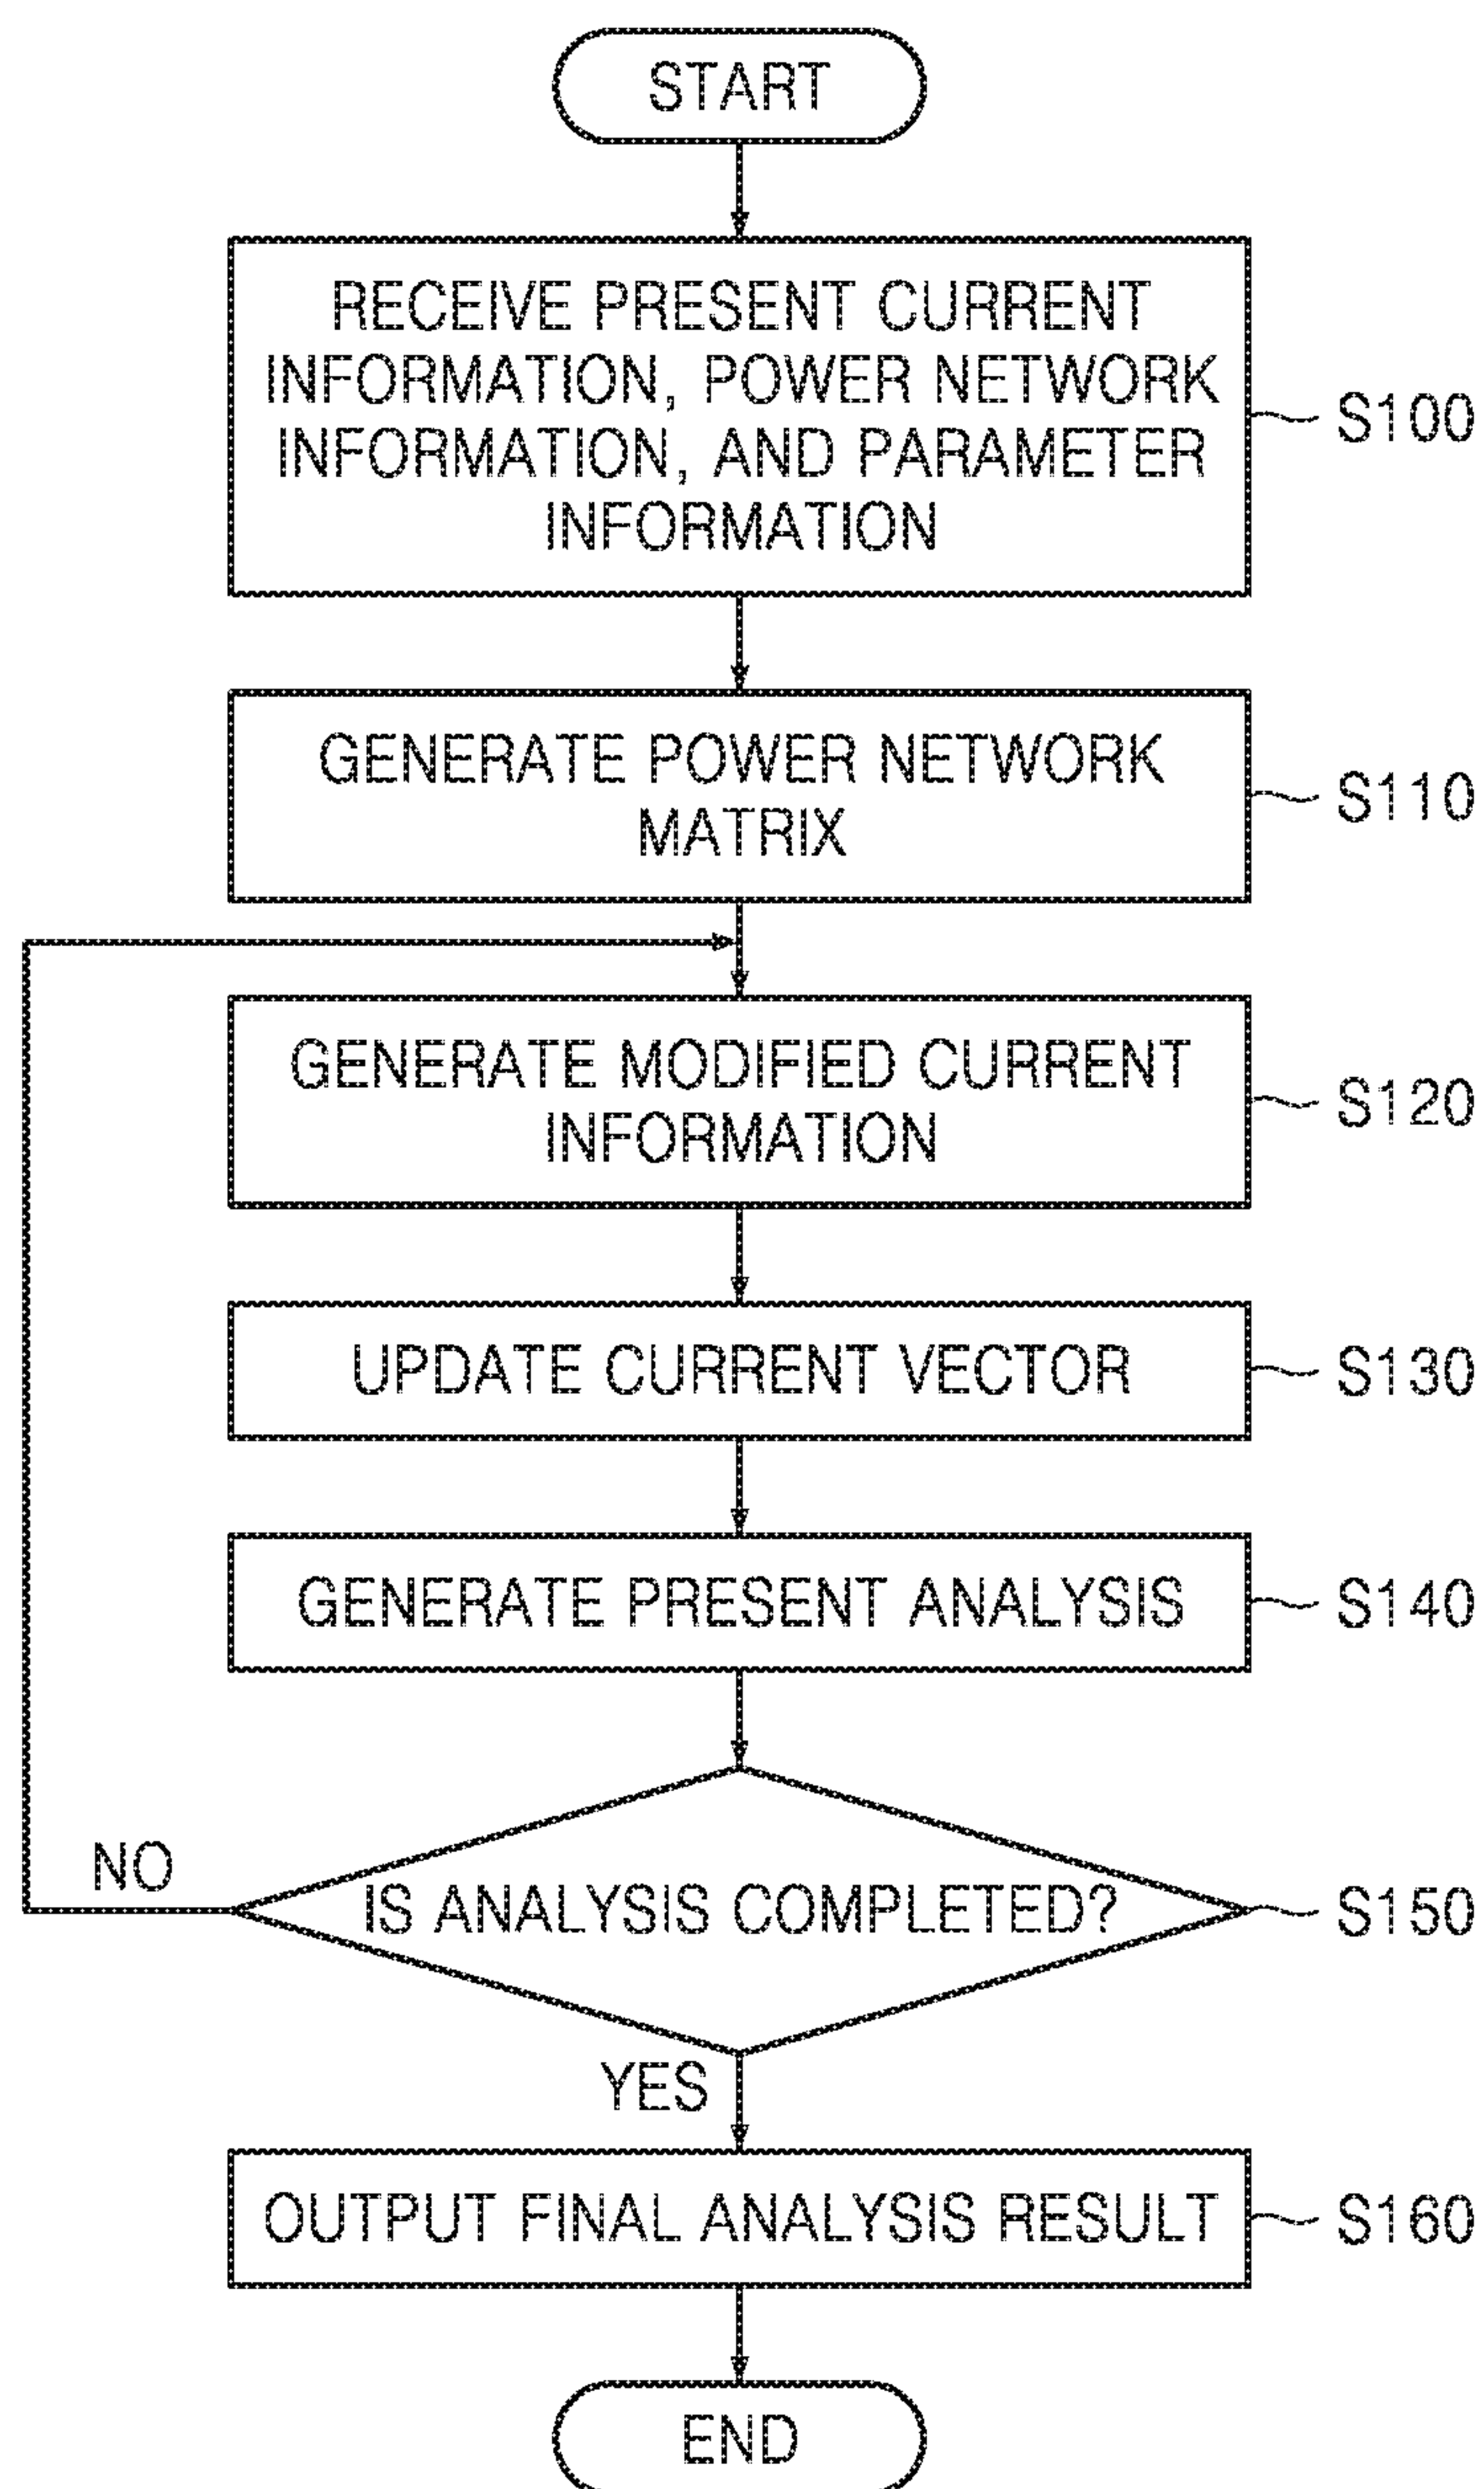 START
RECEIVE PRESENT CURRENT
INFORMATION, POWER NETWORK
INFORMATION, AND PARAMETER
INFORMATION
S100
GENERATE POWER NETWORK
MATRIX
S110
GENERATE MODIFIED CURRENT
INFORMATION
S120
UPDATE CURRENT VECTOR
S130
GENERATE PRESENT ANALYSIS
S140
NO
IS ANALYSIS COMPLETED?
S150
YES
OUTPUT FINAL ANALYSIS RESULT
S160
END